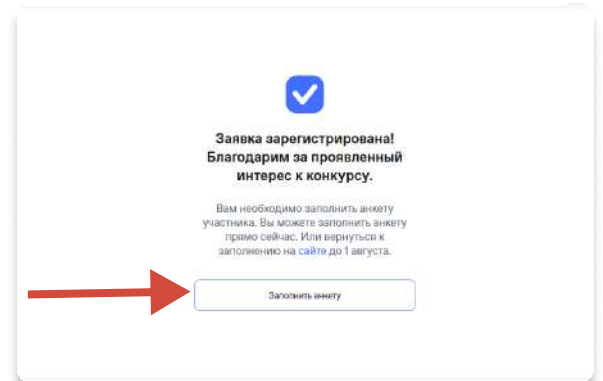 Заявка зарегистрирована!
Благодарим за проявленный
интерес к конкурсу.
Вам необходимо заполнить анкету
участника. Вы можете заполнить анкету
прямо сейчас. Или вернуться к
заполнению на сайте до 1 августа.
Заполнить анкету